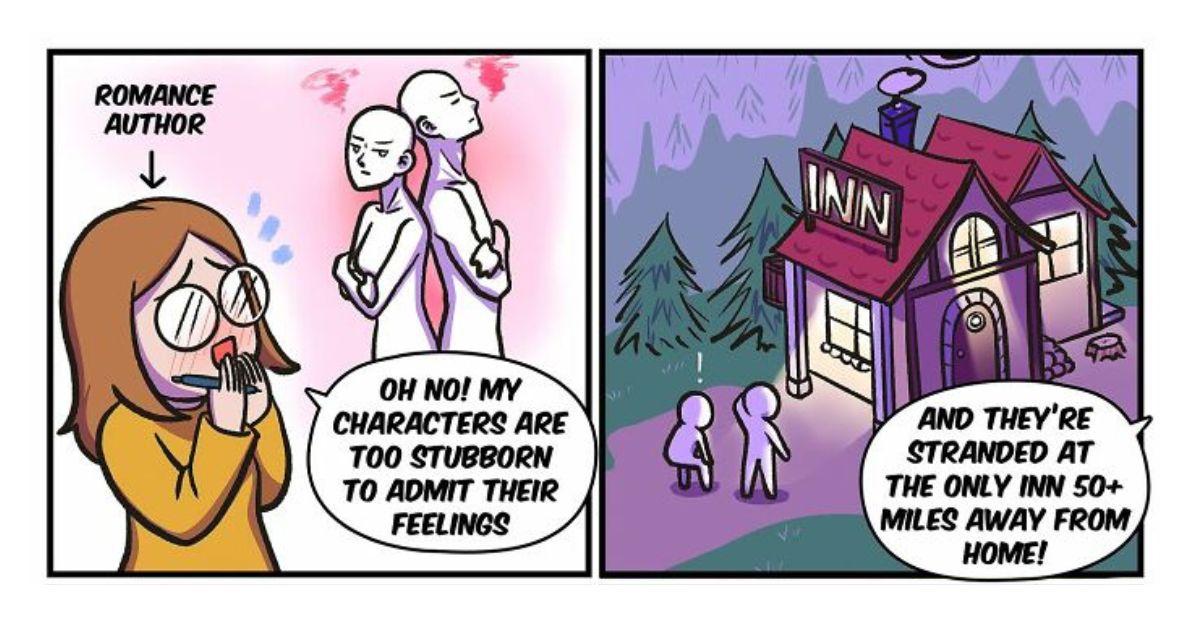 ROMANCE
AUTHOR
OH NO! MY
CHARACTERS ARE
TOO STUBBORN
TO ADMIT THEIR
FEELINGS
INN
!
AND THEY'RE
STRANDED AT
THE ONLY INN 50+
MILES AWAY FROM
HOME!